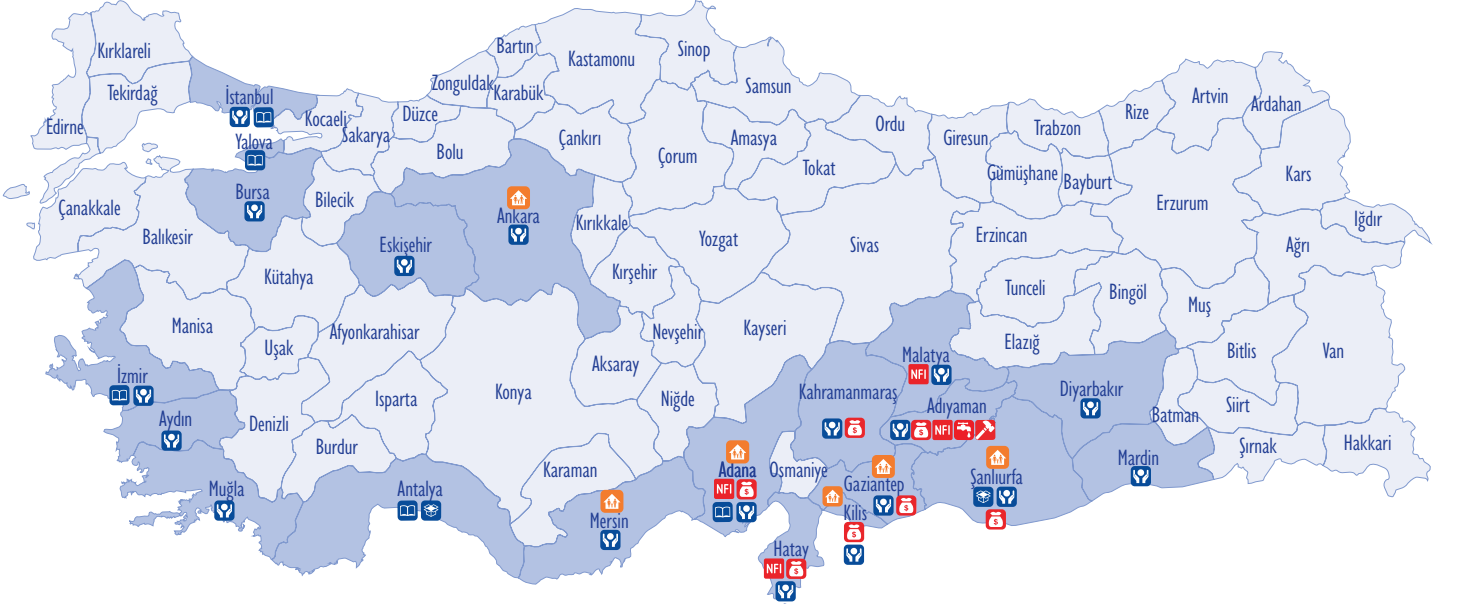 Kırklareli
Tekirdağ
Edirne
İstanbul
Kocaeli
Yalova
Sakarya
Düzce
Zonguldak
Bartın
Karabük
Kastamonu
Sinop
Samsun
Bolu
Çankırı
Çorum
Amasya
Tokat
Ordu
Giresun
Trabzon
Rize
Artvin
Ardahan
Gümüşhane
Bayburt
Kars
Erzurum
Iğdır
Ağrı
Çanakkale
Balıkesir
Bursa
Bilecik
Eskişehir
Ankara
Kırıkkale
Yozgat
Sivas
Erzincan
Kütahya
Kırşehir
Tunceli
Bingöl
Muş
Manisa
Uşak
Afyonkarahisar
Nevşehir
Kayseri
Elazığ
Bitlis
Van
Aksaray
Malatya
NFI
İzmir
Konya
Niğde
Kahramanmaraş
Adıyaman
NFI
Diyarbakır
Batman
Siirt
Aydın
Denizli
Isparta
Burdur
Şırnak
Hakkari
Karaman
Adana
NFI
Osmaniye
Gaziantep
Şanlıurfa
Mardin
Muğla
Antalya
Mersin
Kilis
Hatay
NFI